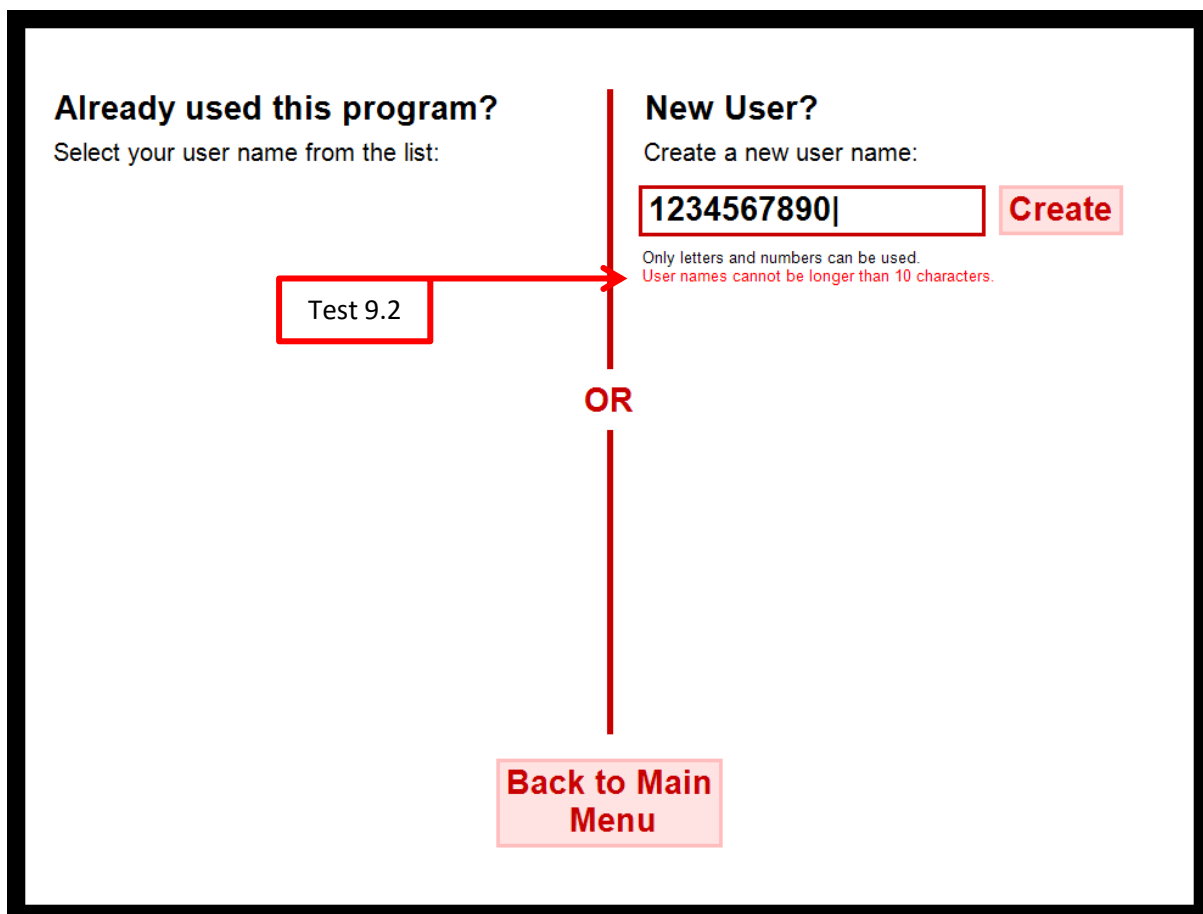 Already used this program?
Select your user name from the list:
New User?
Create a new user name:
1234567890|
Create
Only letters and numbers can be used.
User names cannot be longer than 10 characters.
Test 9.2
OR
Back to Main
Menu